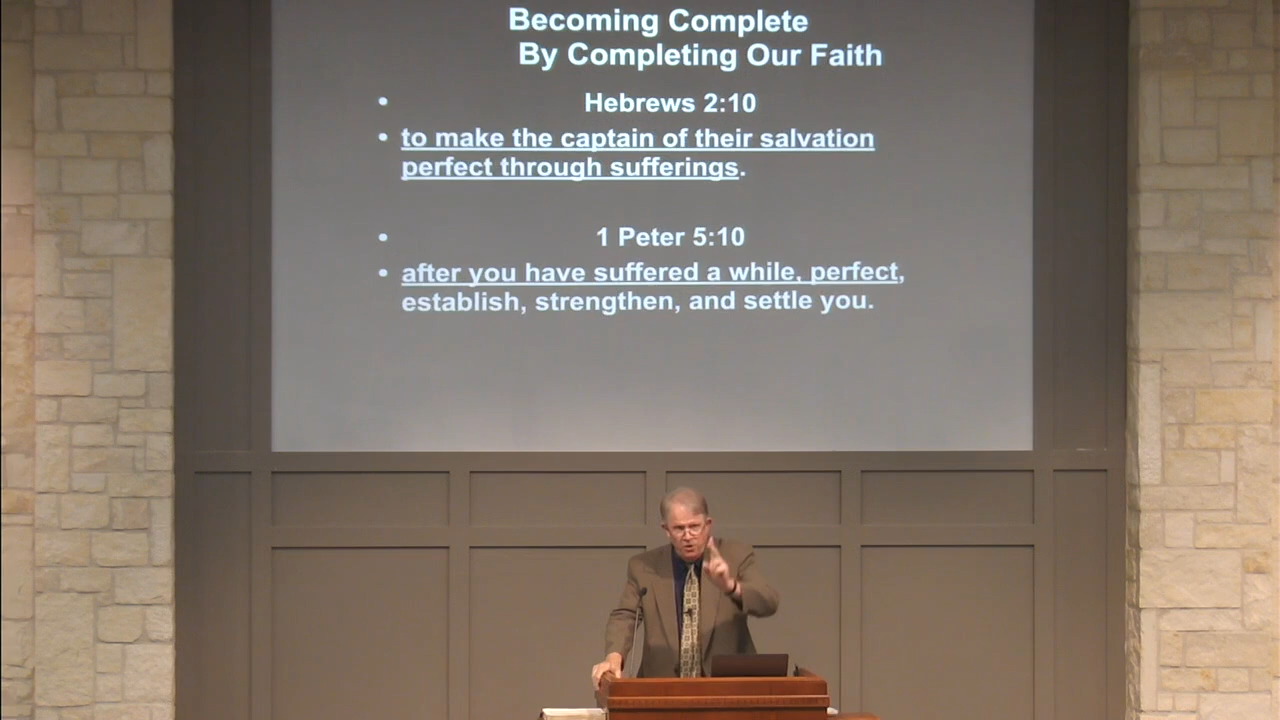 Becoming Complete
By Completing Our Faith
• Hebrews 2:10
• to make the captain of their salvation
perfect through sufferings.
• 1 Peter 5:10
• after you have suffered a while, perfect,
establish, strengthen, and settle you.